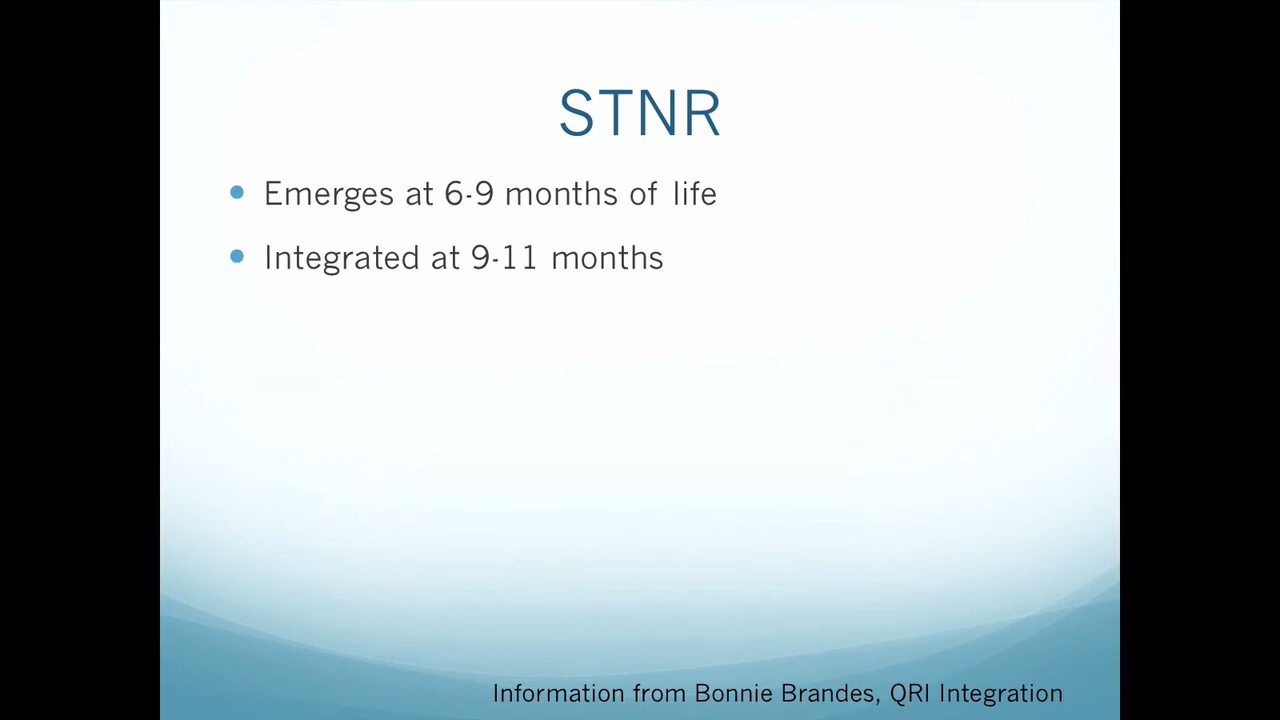 STNR
Emerges at 6-9 months of life
Integrated at 9-11 months
Information from Bonnie Brandes, QRI Integration